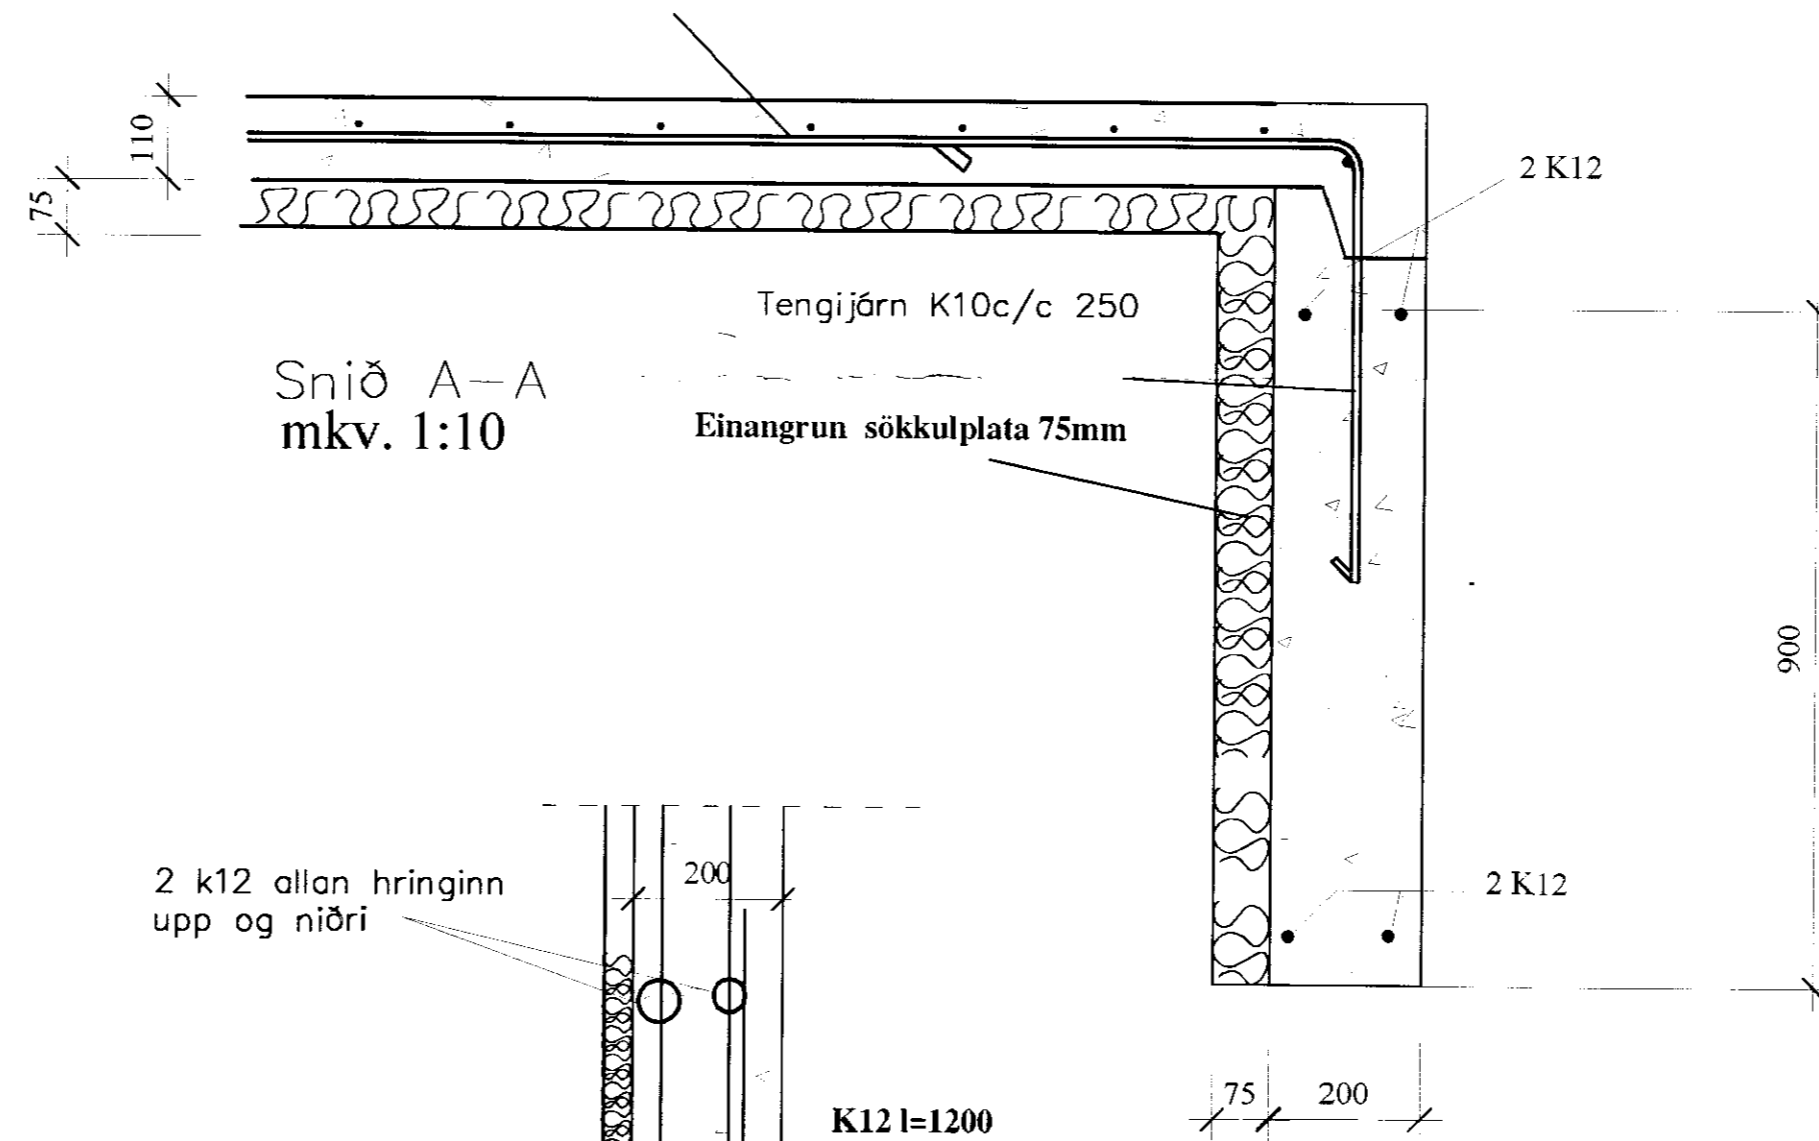 110
75
2 K12
Tengijárn K10c/c 250
Snið A-A
mkv. 1:10
Einangrun sökkulplata 75mm
900
2 k12 allan hringinn
upp og niðri
200
2 K12
75
200
K12 l=1200